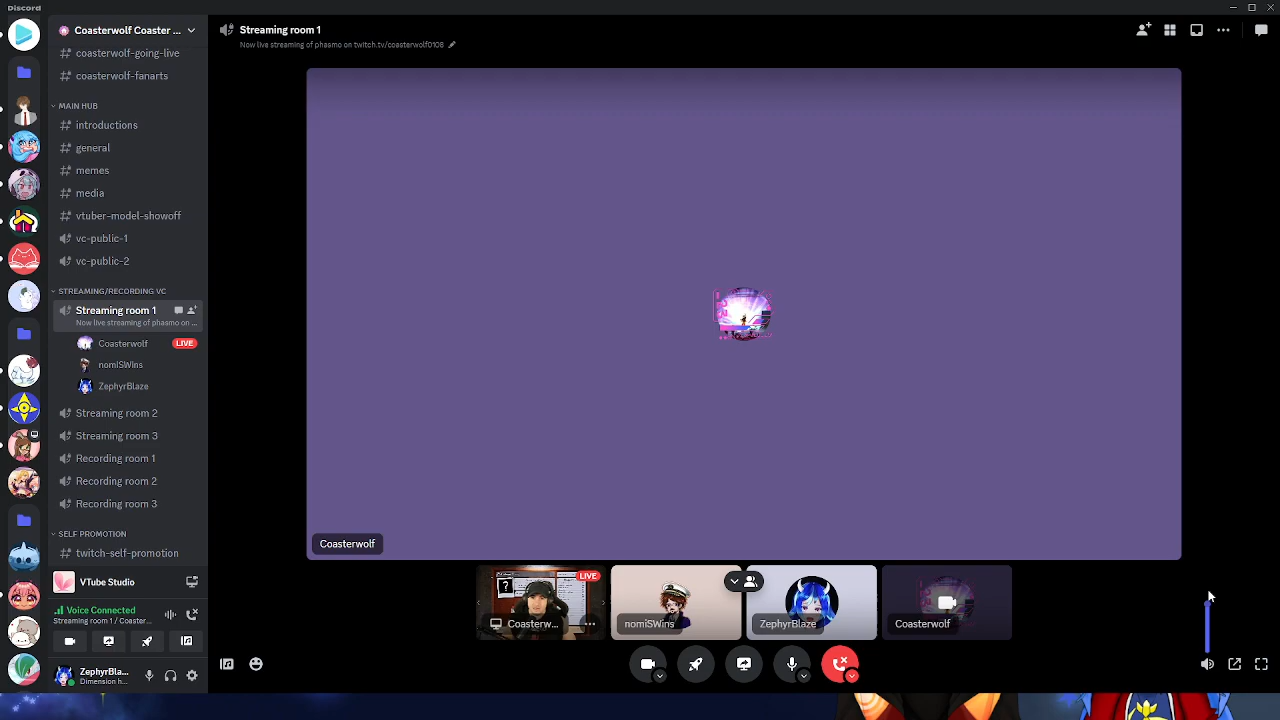 Discord
Coasterwolf Coaster ...
coasterwolf-going-live
coasterwolf-fanarts
MAIN HUB
introductions
general
memes
media
vtuber-model-showoff
vc-public-1
vc-public-2
STREAMING/RECORDING VC
Streaming room 1
Now live streaming of phasmo on ...
Coasterwolf
LIVE
nomiSWins
ZephyrBlaze
Streaming room 2
Streaming room 3
Recording room 1
Recording room 2
Recording room 3
SELF PROMOTION
twitch-self-promotion
VTube Studio
Voice Connected
Streaming room 1 / Coaster...
ZephyrBla...
Dimension L...
Streaming room 1
Now live streaming of phasmo on twitch.tv/coasterwolf0108
Coasterwolf
LIVE
Coasterw...
nomiSWins
ZephyrBlaze
Coasterwolf